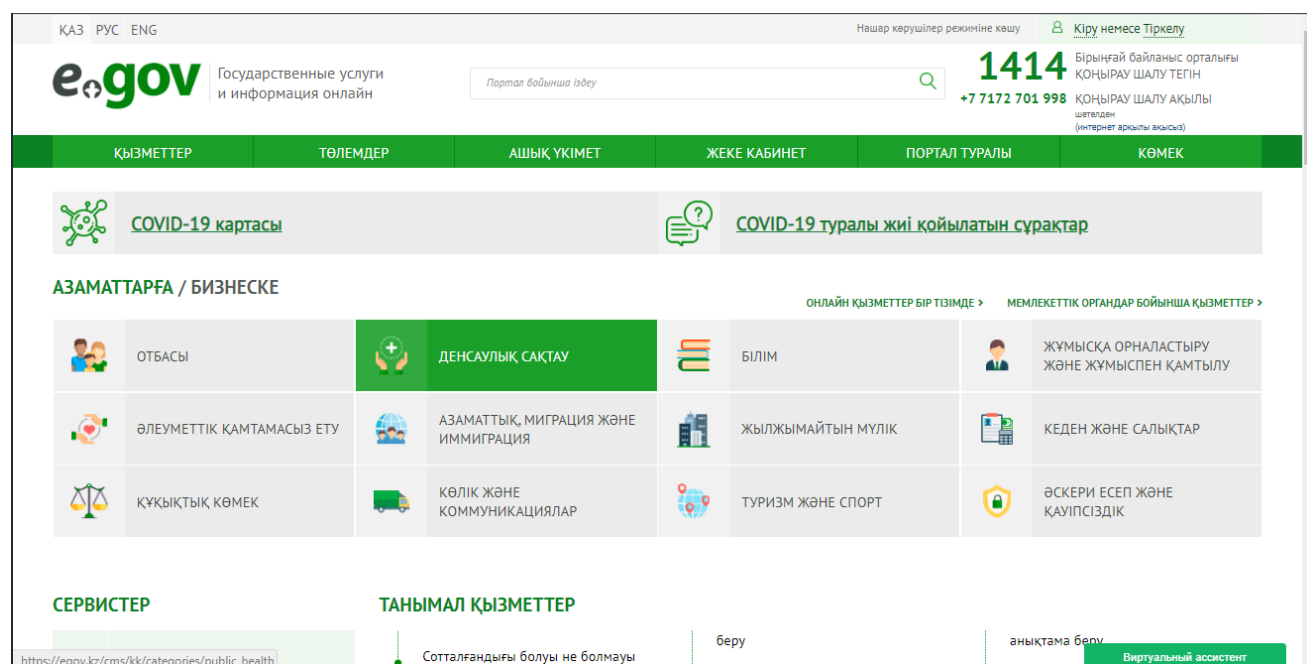 ҚАЗ РУС ENG
Нашар көрушілер режиміне көшу
Кіру немесе Тіркелу
e.gov
Государственные услуги
и информация онлайн
Портал бойынша іздеу
1414
Бірыңғай байланыс орталығы
ҚОҢЫРАУ ШАЛУ ТЕГІН
+7 7172 701 998
ҚОҢЫРАУ ШАЛУ АҚЫЛЫ
шетелден
(интернет арқылы ақысыз)
ҚЫЗМЕТТЕР ТӨЛЕМДЕР АШЫҚ ҮКІМЕТ ЖЕКЕ КАБИНЕТ ПОРТАЛ ТУРАЛЫ КӨМЕК
COVID-19 картасы
COVID-19 туралы жиі қойылатын сұрақтар
АЗАМАТТАРҒА / БИЗНЕСКЕ
ОНЛАЙН ҚЫЗМЕТТЕР БІР ТІЗІМДЕ >
МЕМЛЕКЕТТІК ОРГАНДАР БОЙЫНША ҚЫЗМЕТТЕР >
ОТБАСЫ
ДЕНСАУЛЫҚ САҚТАУ
БІЛІМ
ЖҰМЫСҚА ОРНАЛАСТЫРУ
ЖӘНЕ ЖҰМЫСПЕН ҚАМТЫЛУ
ӘЛЕУМЕТТІК ҚАМТАМАСЫЗ ЕТУ
АЗАМАТТЫҚ, МИГРАЦИЯ ЖӘНЕ
ИММИГРАЦИЯ
ЖЫЛЖЫМАЙТЫН МҮЛІК
КЕДЕН ЖӘНЕ САЛЫҚТАР
ҚҰҚЫҚТЫҚ КӨМЕК
КӨЛІК ЖӘНЕ
КОММУНИКАЦИЯЛАР
ТУРИЗМ ЖӘНЕ СПОРТ
ӘСКЕРИ ЕСЕП ЖӘНЕ
ҚАУІПСІЗДІК
СЕРВИСТЕР
ТАНЫМАЛ ҚЫЗМЕТТЕР
Сотталғандығы болуы не болмауы
беру
анықтама беру
Виртуальный ассистент
https://egov.kz/cms/kk/categories/public_health